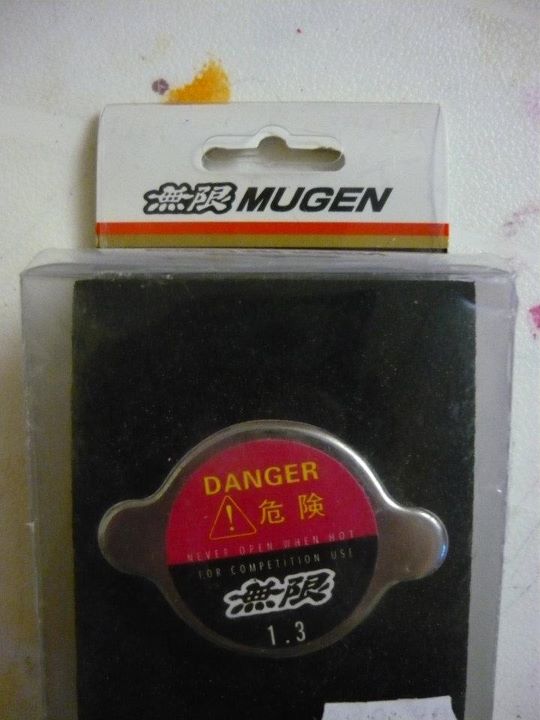 無限 MUGEN
DANGER
危険
NEVER OPEN WHEN HOT
FOR COMPETITION USE
無限
1.3